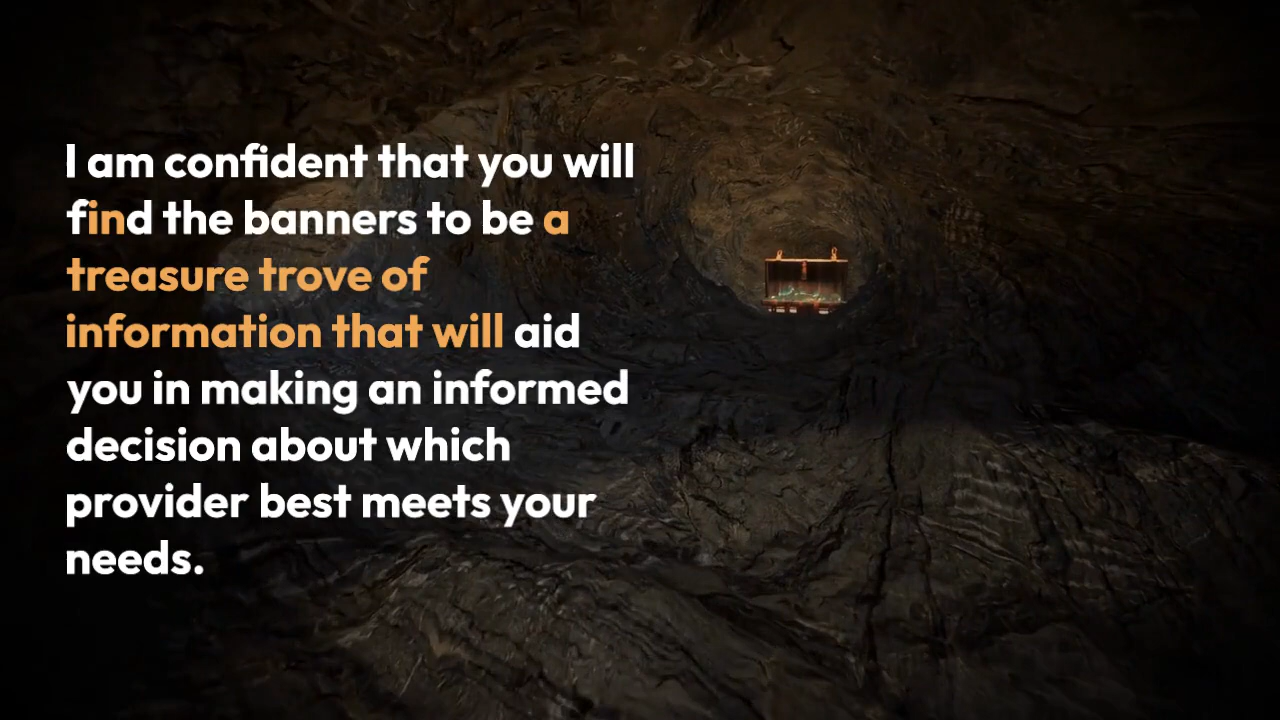 I am confident that you will
find the banners to be a
treasure trove of
information that will aid
you in making an informed
decision about which
provider best meets your
needs.